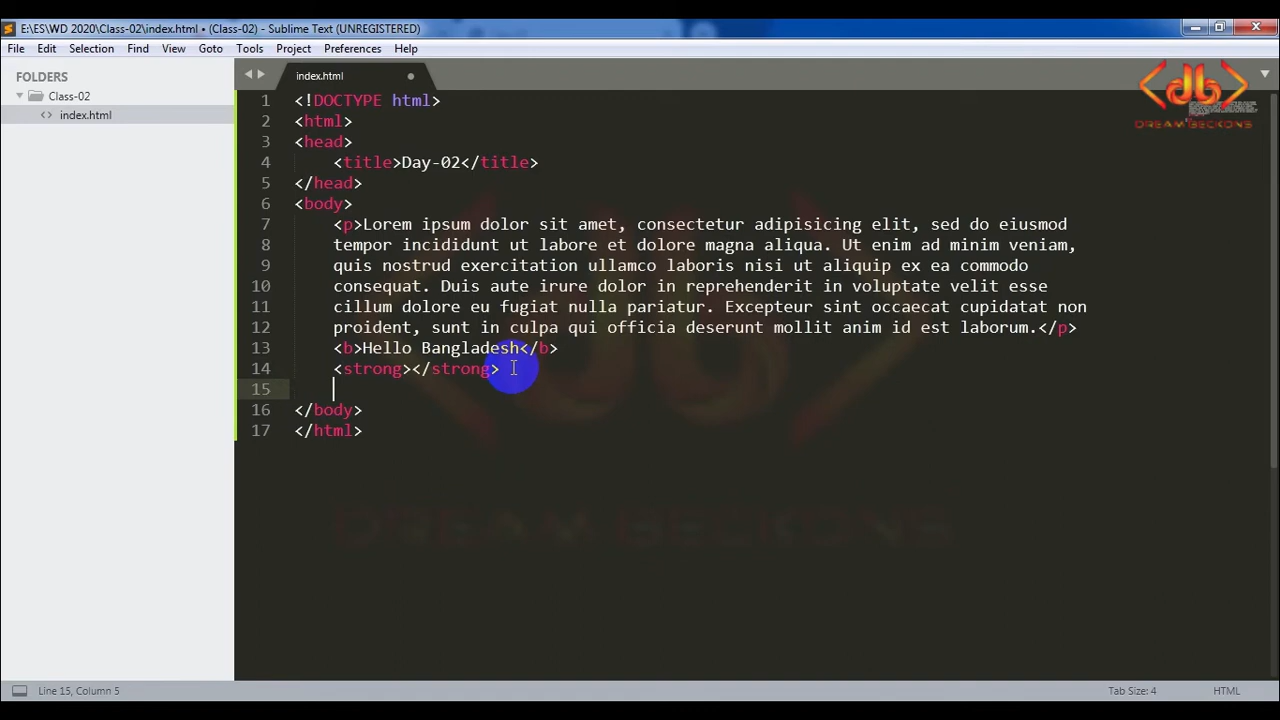 E:\ES\WD 2020\Class-02\index.html • (Class-02) - Sublime Text (UNREGISTERED)
File Edit Selection Find View Goto Tools Project Preferences Help
FOLDERS
Class-02
<> index.html
index.html
1 <!DOCTYPE html>
2 <html>
3 <head>
4 <title>Day-02</title>
5 </head>
6 <body>
7 <p>Lorem ipsum dolor sit amet, consectetur adipisicing elit, sed do eiusmod
8 tempor incididunt ut labore et dolore magna aliqua. Ut enim ad minim veniam,
9 quis nostrud exercitation ullamco laboris nisi ut aliquip ex ea commodo
10 consequat. Duis aute irure dolor in reprehenderit in voluptate velit esse
11 cillum dolore eu fugiat nulla pariatur. Excepteur sint occaecat cupidatat non
12 proident, sunt in culpa qui officia deserunt mollit anim id est laborum.</p>
13 <b>Hello Bangladesh</b>
14 <strong></strong>
15
16 </body>
17 </html>
<db>
DREAM BECKONS
DREAM BECKONS
Line 15, Column 5
Tab Size: 4
HTML